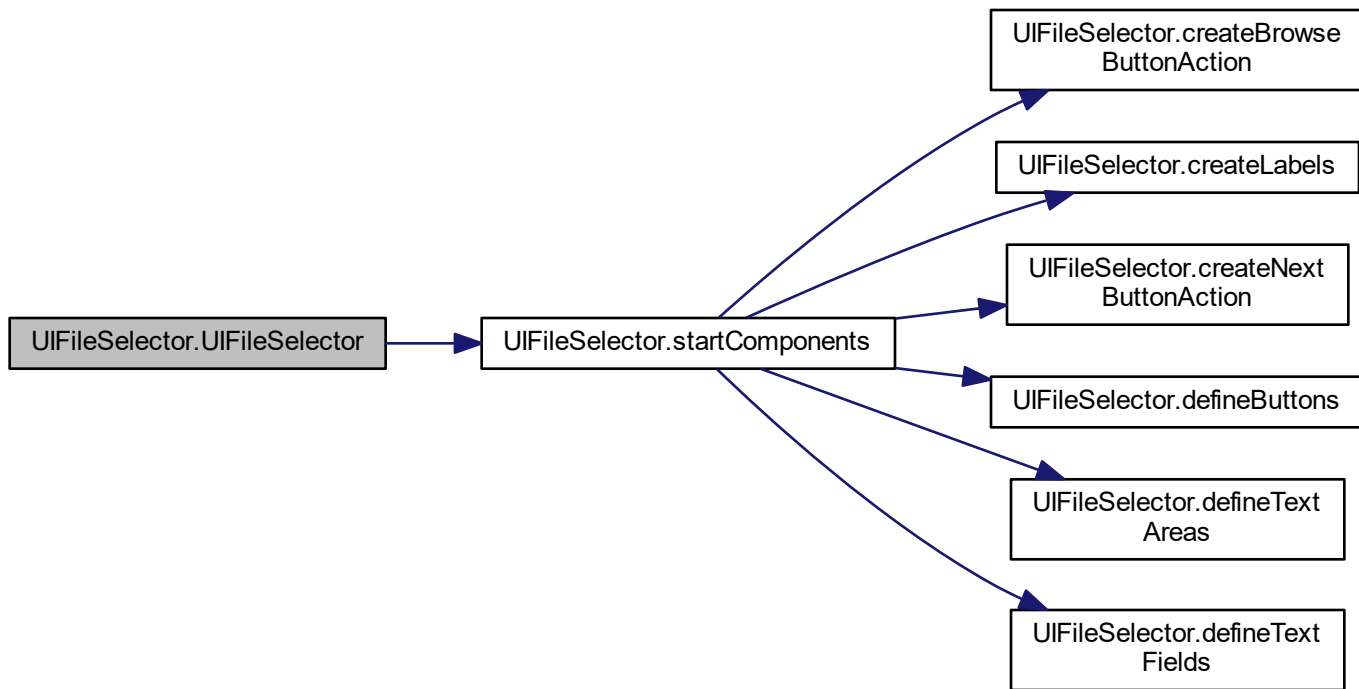 UIFileSelector.UIFileSelector
UIFileSelector.startComponents
UIFileSelector.createBrowse
ButtonAction
UIFileSelector.createLabels
UIFileSelector.createNext
ButtonAction
UIFileSelector.defineButtons
UIFileSelector.defineText
Areas
UIFileSelector.defineText
Fields